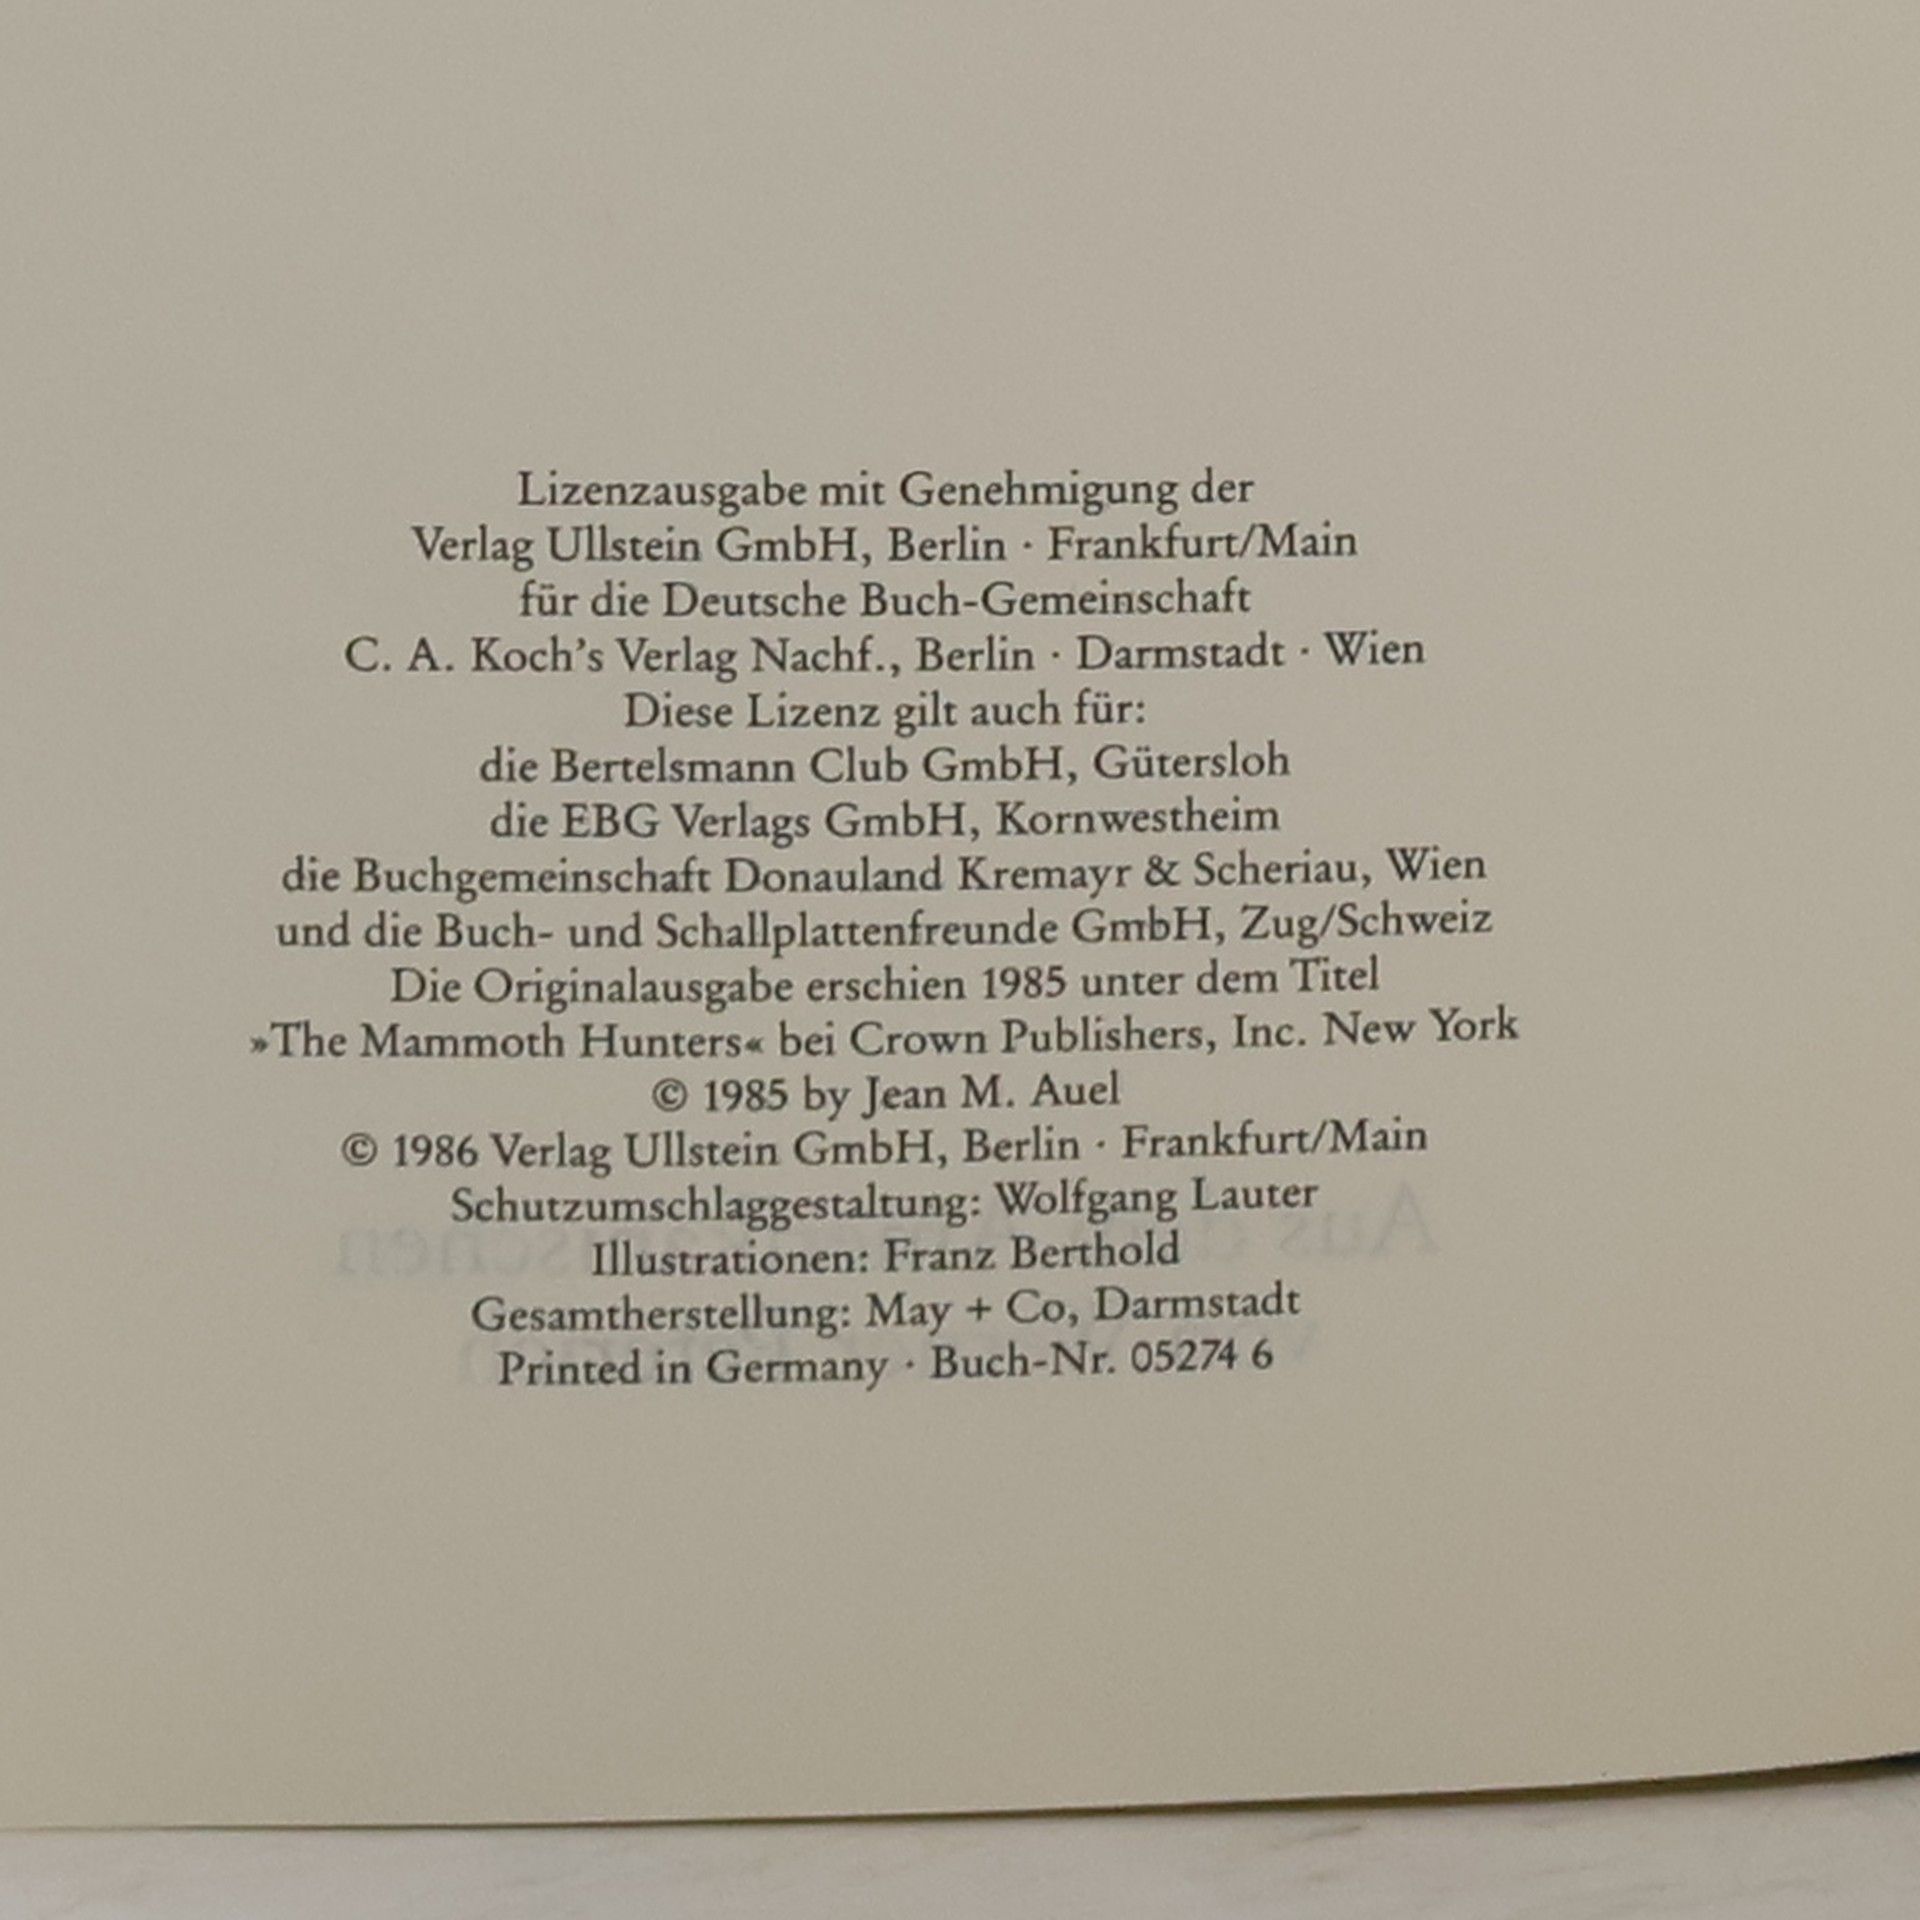 Lizenzausgabe mit Genehmigung der
Verlag Ullstein GmbH, Berlin · Frankfurt/Main
für die Deutsche Buch-Gemeinschaft
C. A. Koch's Verlag Nachf., Berlin · Darmstadt · Wien
Diese Lizenz gilt auch für:
die Bertelsmann Club GmbH, Gütersloh
die EBG Verlags GmbH, Kornwestheim
die Buchgemeinschaft Donauland Kremayr & Scheriau, Wien
und die Buch- und Schallplattenfreunde GmbH, Zug/Schweiz
Die Originalausgabe erschien 1985 unter dem Titel
»The Mammoth Hunters« bei Crown Publishers, Inc. New York
© 1985 by Jean M. Auel
© 1986 Verlag Ullstein GmbH, Berlin · Frankfurt/Main
Schutzumschlaggestaltung: Wolfgang Lauter
Illustrationen: Franz Berthold
Gesamtherstellung: May + Co, Darmstadt
Printed in Germany · Buch-Nr. 05274 6